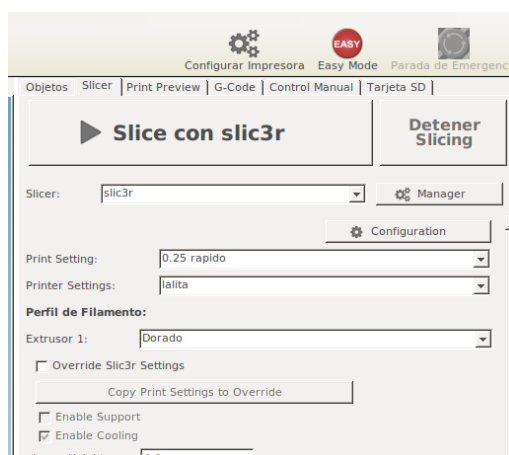 EASY
Configurar Impresora Easy Mode Parada de Emergenc
Objetos Slicer Print Preview G-Code Control Manual Tarjeta SD
Slice con slic3r
Detener Slicing
Slicer: slic3r Manager
Configuration
Print Setting: 0.25 rapido
Printer Settings: lalita
Perfil de Filamento:
Extrusor 1: Dorado
Override Slic3r Settings
Copy Print Settings to Override
Enable Support
Enable Cooling